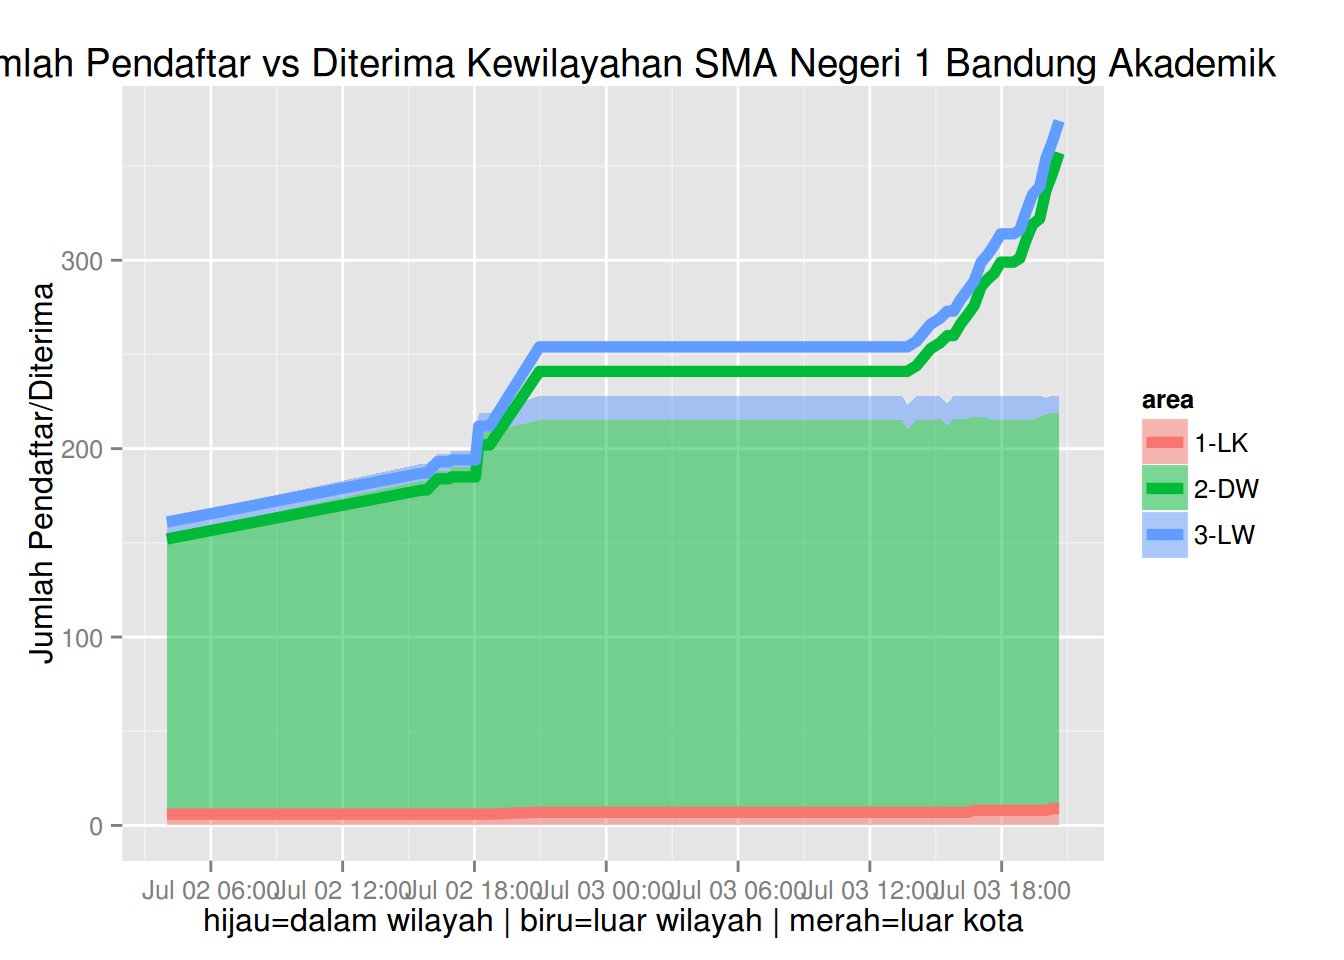 mlah Pendaftar vs Diterima Kewilayahan SMA Negeri 1 Bandung Akademik
Jumlah Pendaftar/Diterima
300
200
100
0
Jul 02 06:00
Jul 02 12:00
Jul 02 18:00
Jul 03 00:00
Jul 03 06:00
Jul 03 12:00
Jul 03 18:00
hijau=dalam wilayah | biru=luar wilayah | merah=luar kota
area
1-LK
2-DW
3-LW